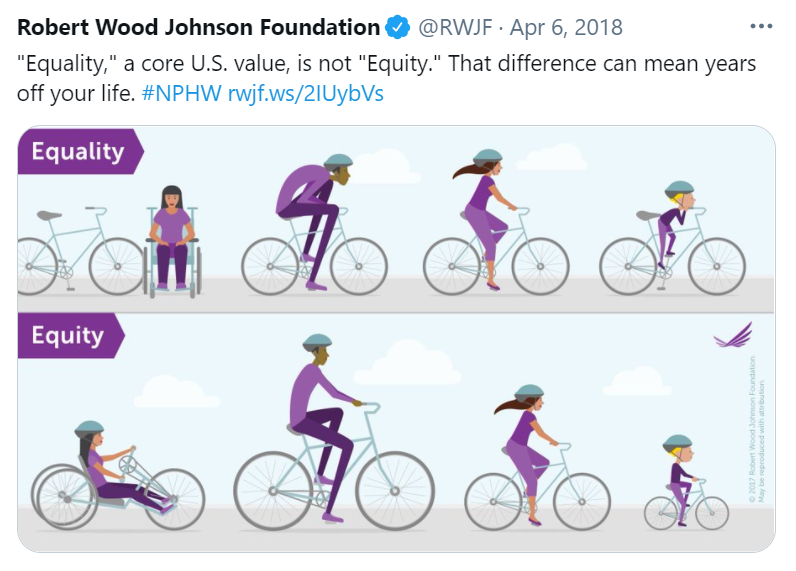 Robert Wood Johnson Foundation @RWJF · Apr 6, 2018
"Equality," a core U.S. value, is not "Equity." That difference can mean years
off your life. #NPHW rwjf.ws/2IUybVs
Equality
Equity
© 2017 Robert Wood Johnson Foundation.
May be reproduced with attribution.